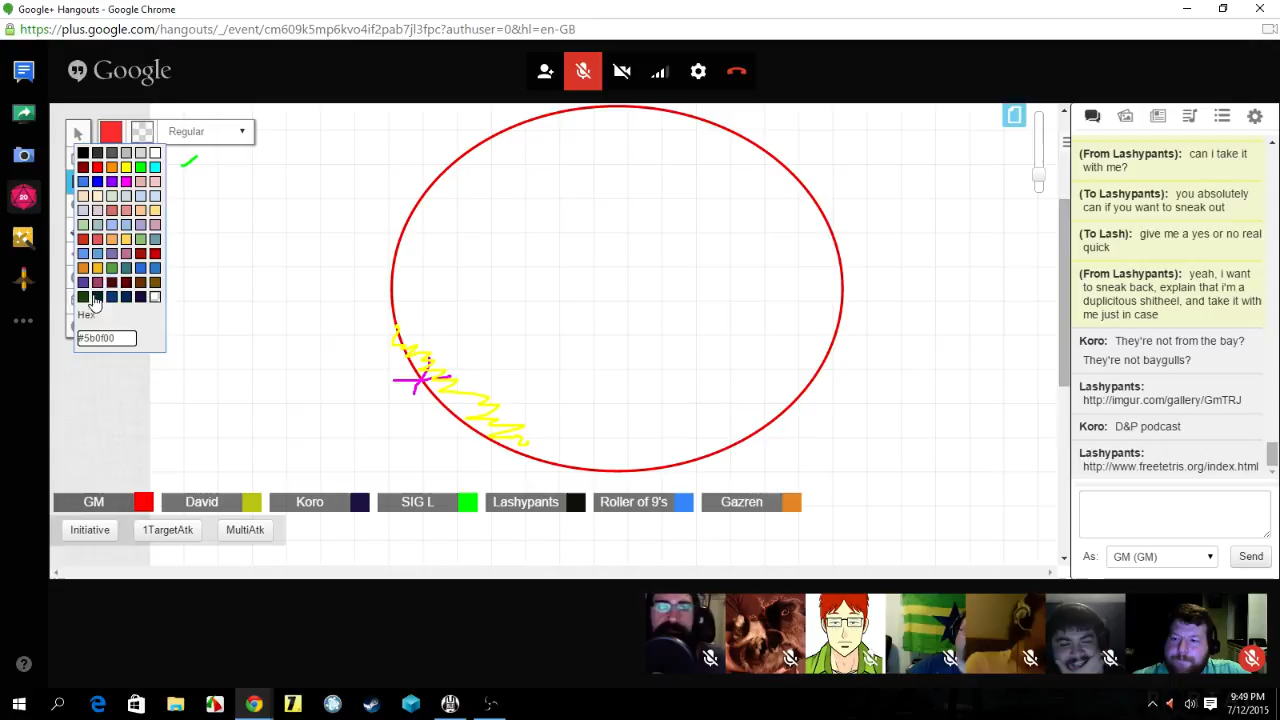 Google+ Hangouts - Google Chrome
https://plus.google.com/hangouts/_/event/cm609k5mp6kvo4if2pab7jl3fpc?authuser=0&hl=en-GB
Google
Regular
20
Hex
#5b0f00
(From Lashypants): can i take it
with me?
(To Lashypants): you absolutely
can if you want to sneak out
(To Lash): give me a yes or no real
quick
(From Lashypants): yeah, i want
to sneak back, explain that i'm a
duplicitous shitheel, and take it with
me just in case
Koro: They're not from the bay?
They're not baygulls?
Lashypants:
http://imgur.com/gallery/GmTRJ
Koro: D&P podcast
Lashypants:
http://www.freetetris.org/index.html
GM
David
Koro
SIG L
Lashypants
Roller of 9's
Gazren
Initiative
1TargetAtk
MultiAtk
As:
GM (GM)
Send
9:49 PM
7/12/2015